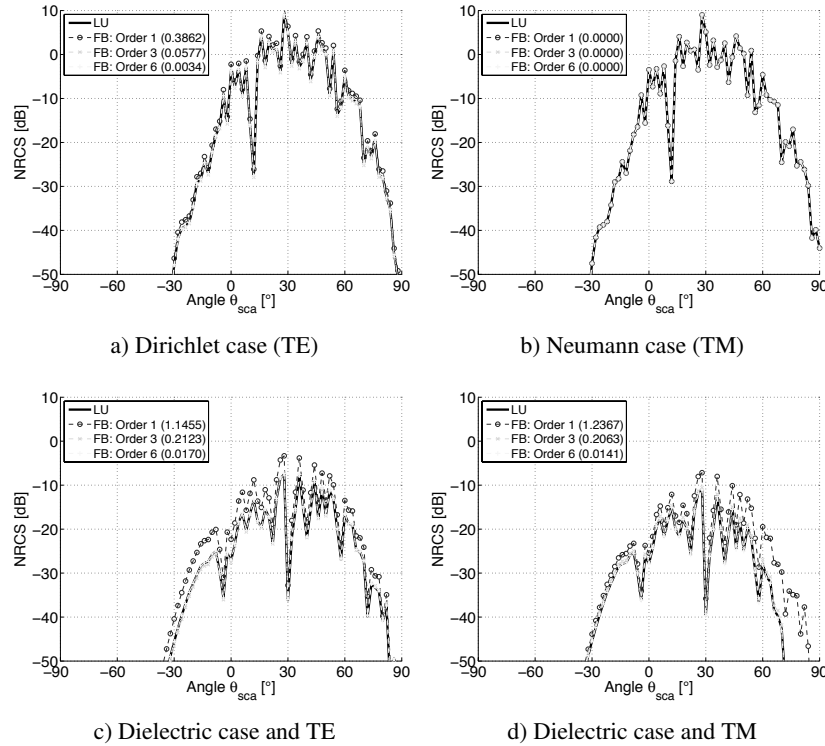 10
0
−10
−20
−30
−40
−50
NRCS [dB]
LU
FB: Order 1 (0.3862)
FB: Order 3 (0.0577)
FB: Order 6 (0.0034)
−90 −60 −30 0 30 60 90
Angle θsca [°]
a) Dirichlet case (TE)
10
0
−10
−20
−30
−40
−50
NRCS [dB]
LU
FB: Order 1 (0.0000)
FB: Order 3 (0.0000)
FB: Order 6 (0.0000)
−90 −60 −30 0 30 60 90
Angle θsca [°]
b) Neumann case (TM)
10
0
−10
−20
−30
−40
−50
NRCS [dB]
LU
FB: Order 1 (1.1455)
FB: Order 3 (0.2123)
FB: Order 6 (0.0170)
−90 −60 −30 0 30 60 90
Angle θsca [°]
c) Dielectric case and TE
10
0
−10
−20
−30
−40
−50
NRCS [dB]
LU
FB: Order 1 (1.2367)
FB: Order 3 (0.2063)
FB: Order 6 (0.0141)
−90 −60 −30 0 30 60 90
Angle θsca [°]
d) Dielectric case and TM